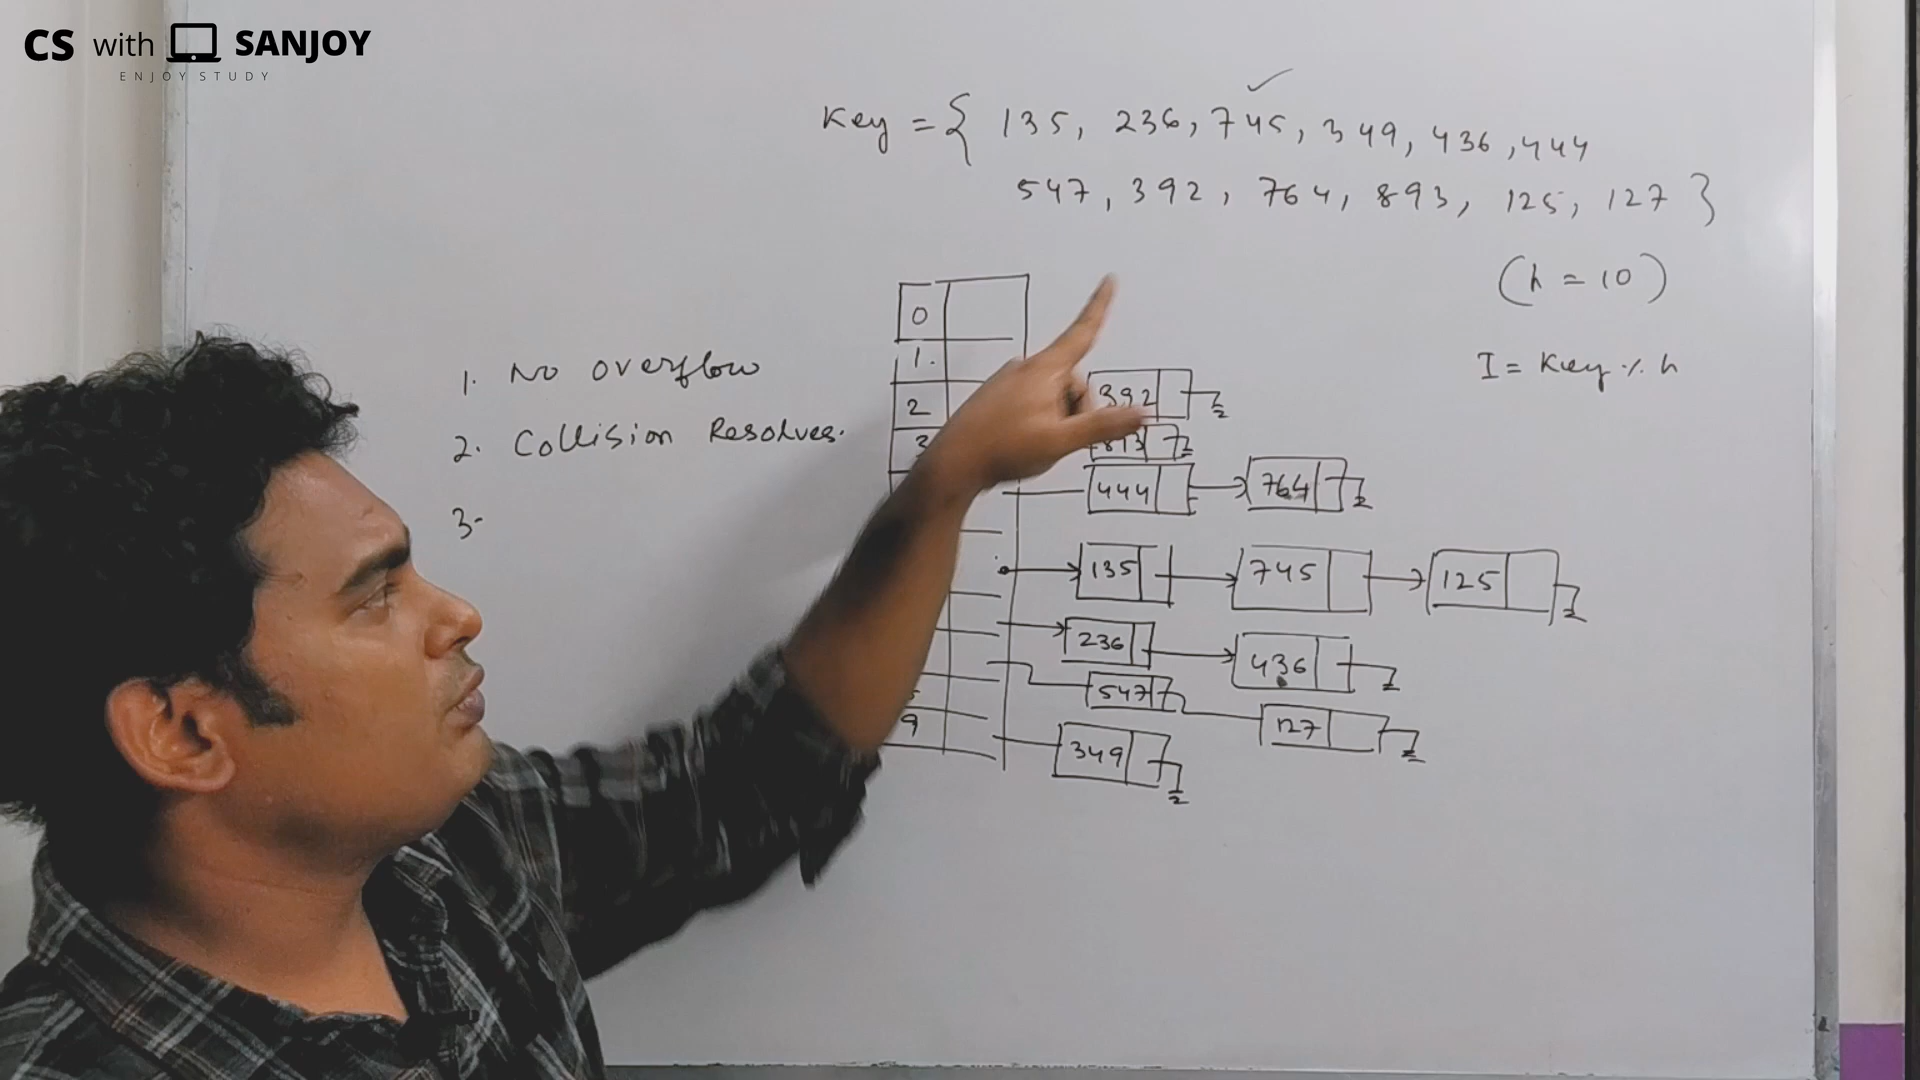 CS with SANJOY
ENJOY STUDY
Key = { 135, 236, 745, 349, 436, 444
547, 392, 764, 893, 125, 127 }
(h = 10)
I = Key % h
1. No overflow
2. Collision Resolves.
3-
0
1.
2 392
3 893
444 764
135 745 125
236 436
547 127
9 349